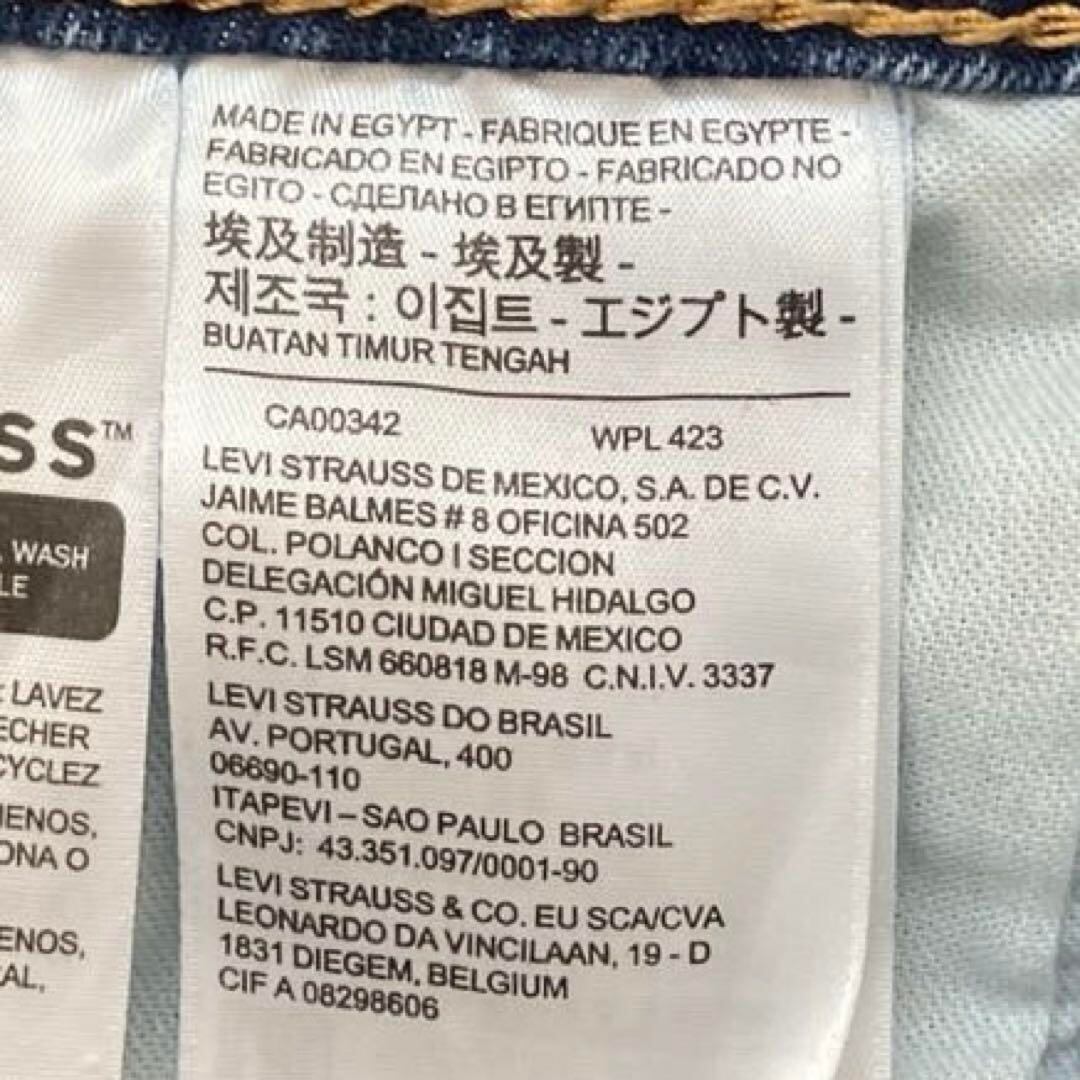 MADE IN EGYPT - FABRIQUE EN EGYPTE -
FABRICADO EN EGIPTO - FABRICADO NO
EGITO - СДЕЛАНО В ЕГИПТЕ -
埃及制造 - 埃及製 -
제조국 : 이집트 - エジプト製 -
BUATAN TIMUR TENGAH
CA00342 WPL 423
LEVI STRAUSS DE MEXICO, S.A. DE C.V.
JAIME BALMES # 8 OFICINA 502
COL. POLANCO I SECCION
DELEGACIÓN MIGUEL HIDALGO
C.P. 11510 CIUDAD DE MEXICO
R.F.C. LSM 660818 M-98 C.N.I.V. 3337
LEVI STRAUSS DO BRASIL
AV. PORTUGAL, 400
06690-110
ITAPEVI – SAO PAULO BRASIL
CNPJ: 43.351.097/0001-90
LEVI STRAUSS & CO. EU SCA/CVA
LEONARDO DA VINCILAAN, 19 - D
1831 DIEGEM, BELGIUM
CIF A 08298606
SS™
WASH
LE
: LAVEZ
ECHER
CYCLEZ
IENOS,
ONA O
ENOS,
AL,